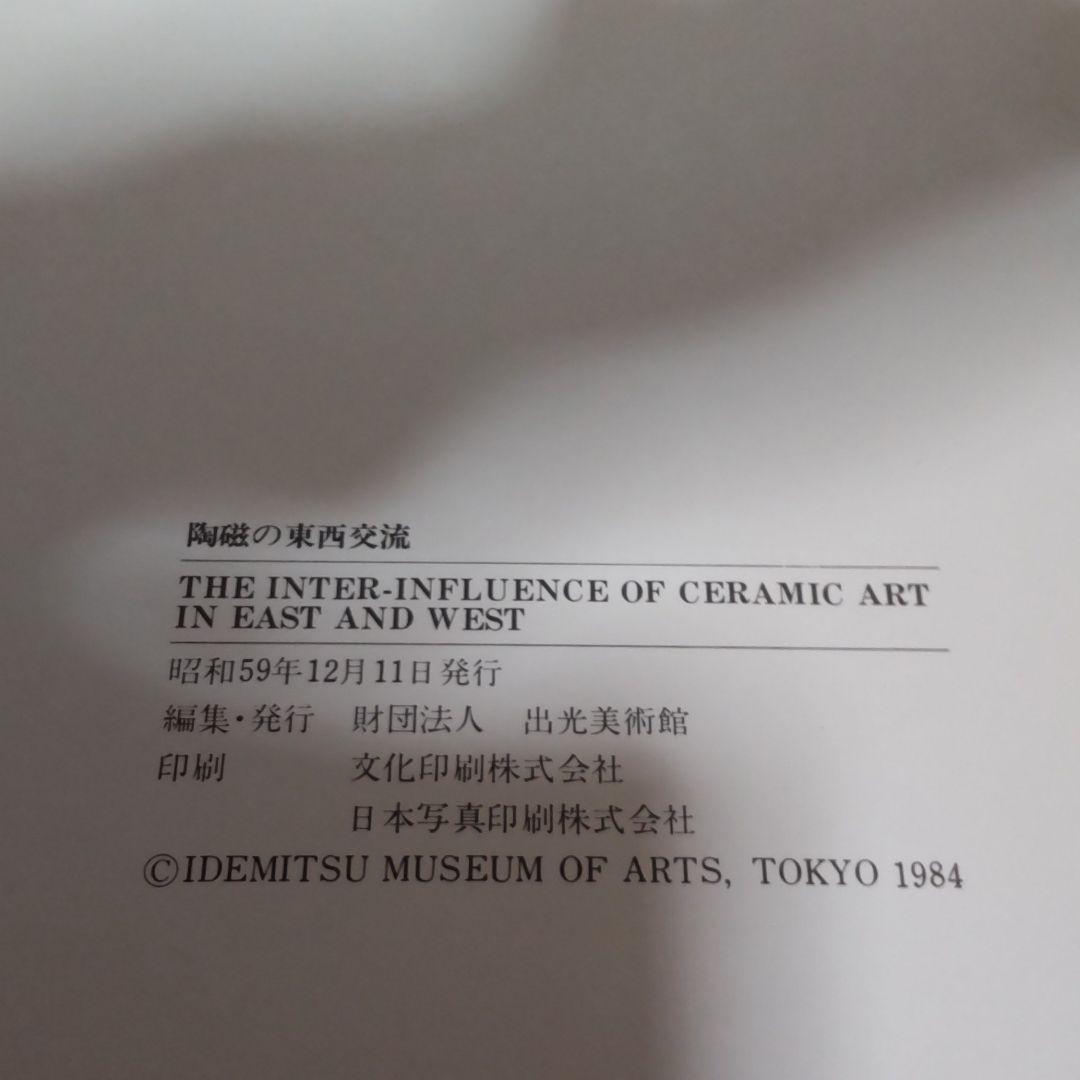 陶磁の東西交流
THE INTER-INFLUENCE OF CERAMIC ART
IN EAST AND WEST
昭和59年12月11日発行
編集・発行 財団法人 出光美術館
印刷 文化印刷株式会社
日本写真印刷株式会社
©IDEMITSU MUSEUM OF ARTS, TOKYO 1984